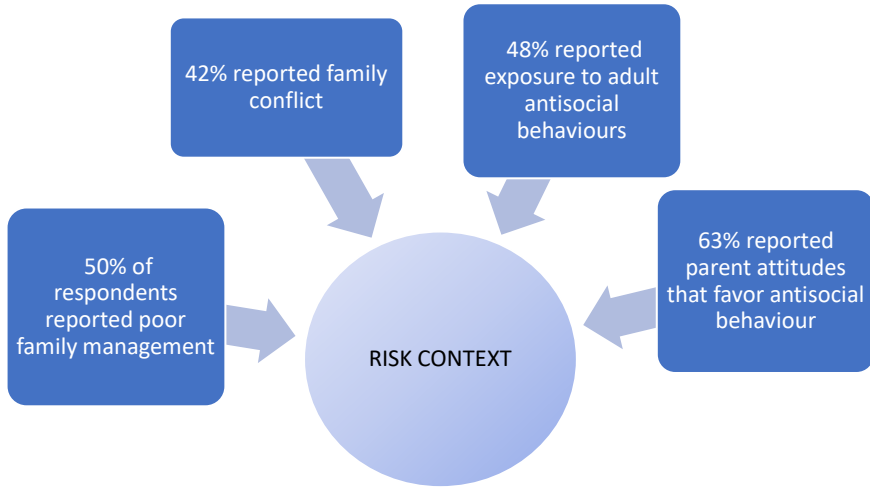 42% reported family
conflict
48% reported
exposure to adult
antisocial
behaviours
50% of
respondents
reported poor
family management
63% reported
parent attitudes
that favor antisocial
behaviour
RISK CONTEXT